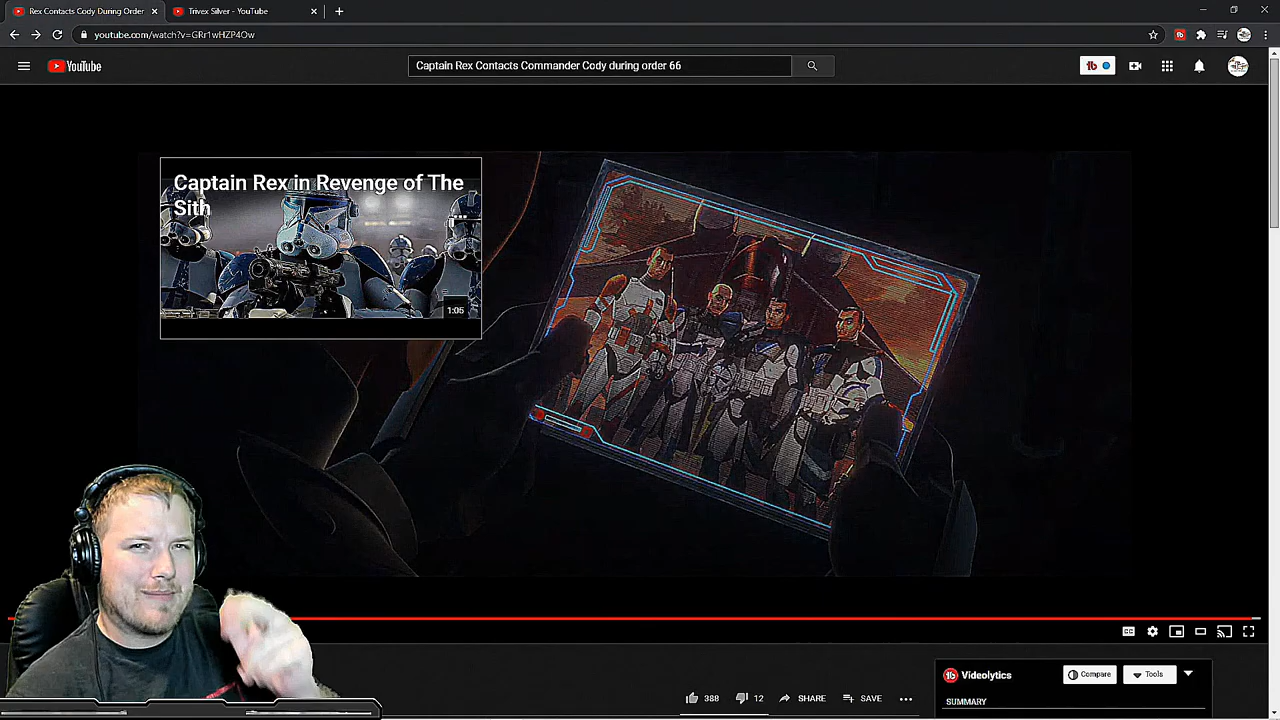 Rex Contacts Cody During Order
Trivex Silver - YouTube
youtube.com/watch?v=GRr1wHZP4Ow
YouTube
Captain Rex Contacts Commander Cody during order 66
Captain Rex in Revenge of The
Sith
1:05
388
12
SHARE
SAVE
Videolytics
Compare
Tools
SUMMARY